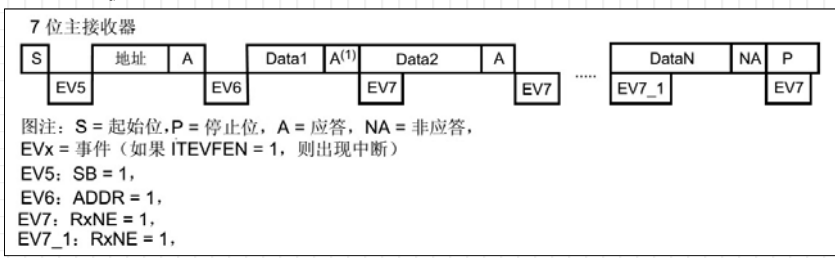 7 位主接收器
S 地址 A Data1 A(1) Data2 A ..... DataN NA P
EV5 EV6 EV7 EV7 EV7_1 EV7
图注：S = 起始位,P = 停止位，A = 应答，NA = 非应答，
EVx = 事件（如果 ITEVFEN = 1，则出现中断）
EV5：SB = 1，
EV6：ADDR = 1，
EV7：RxNE = 1，
EV7_1：RxNE = 1，